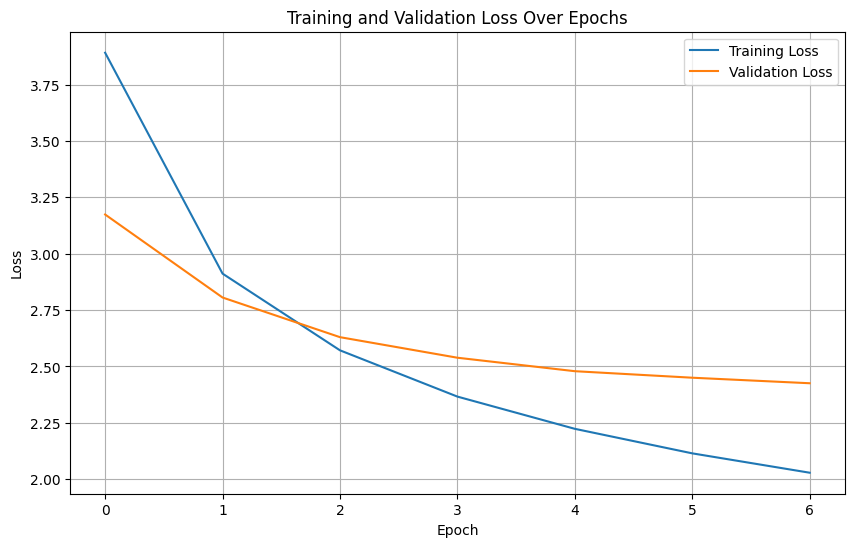 Training and Validation Loss Over Epochs
Training Loss
Validation Loss
3.75
3.50
3.25
3.00
2.75
2.50
2.25
2.00
Loss
0 1 2 3 4 5 6
Epoch